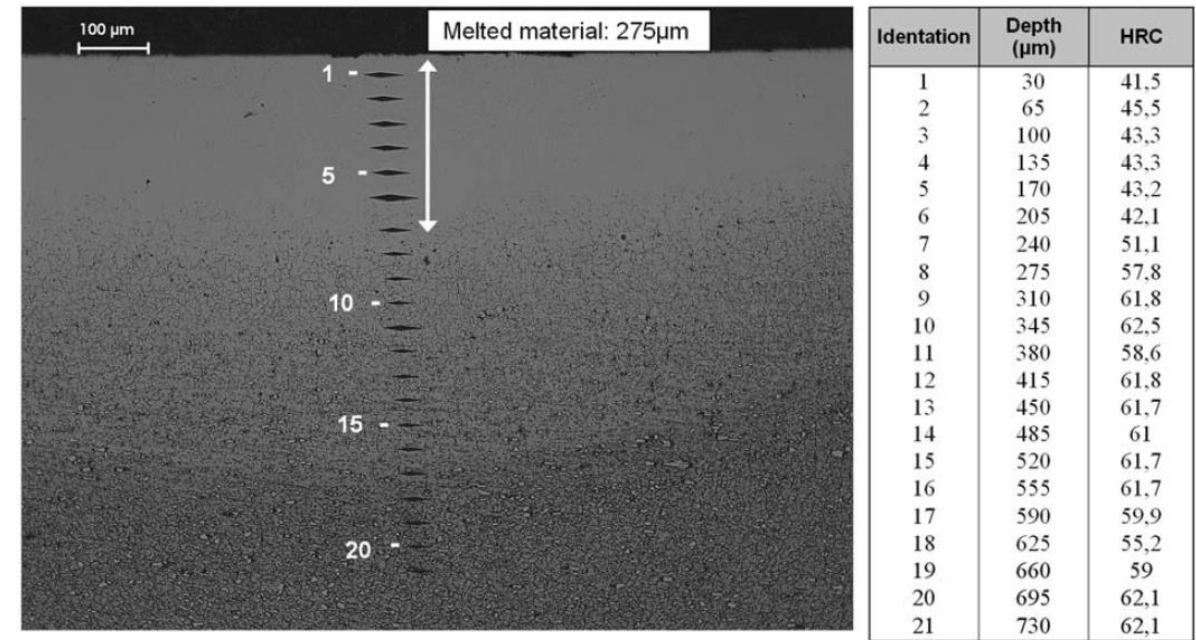 100 µm
Melted material: 275µm
1
5
10
15
20
Identation Depth (µm) HRC
1 30 41,5
2 65 45,5
3 100 43,3
4 135 43,3
5 170 43,2
6 205 42,1
7 240 51,1
8 275 57,8
9 310 61,8
10 345 62,5
11 380 58,6
12 415 61,8
13 450 61,7
14 485 61
15 520 61,7
16 555 61,7
17 590 59,9
18 625 55,2
19 660 59
20 695 62,1
21 730 62,1